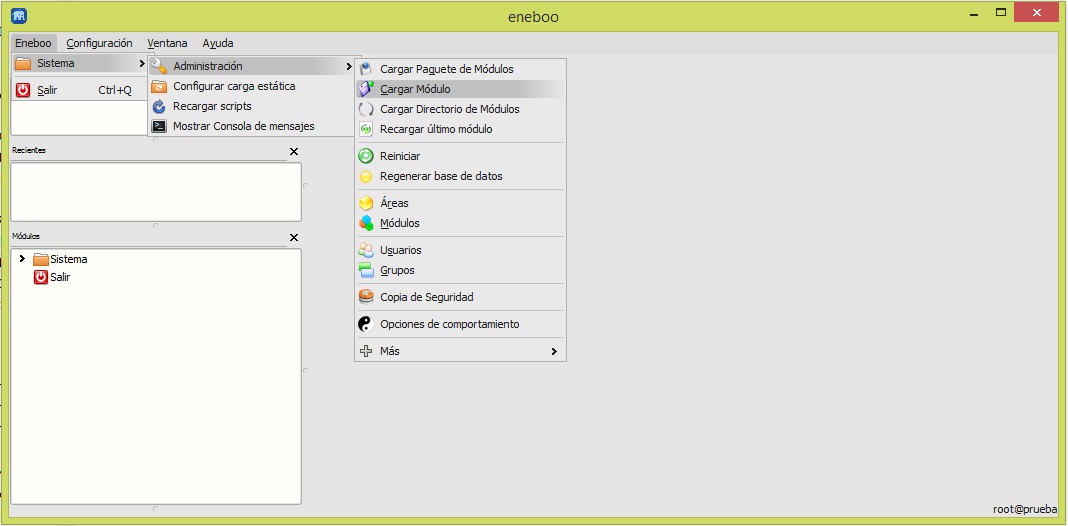 eneboo
Eneboo Configuración Ventana Ayuda
Sistema
Salir Ctrl+Q
Administración
Configurar carga estática
Recargar scripts
Mostrar Consola de mensajes
Cargar Paguete de Módulos
Cargar Módulo
Cargar Directorio de Módulos
Recargar último módulo
Reiniciar
Regenerar base de datos
Áreas
Módulos
Usuarios
Grupos
Copia de Seguridad
Opciones de comportamiento
Más
Recientes
Módulos
Sistema
Salir
root@prueba